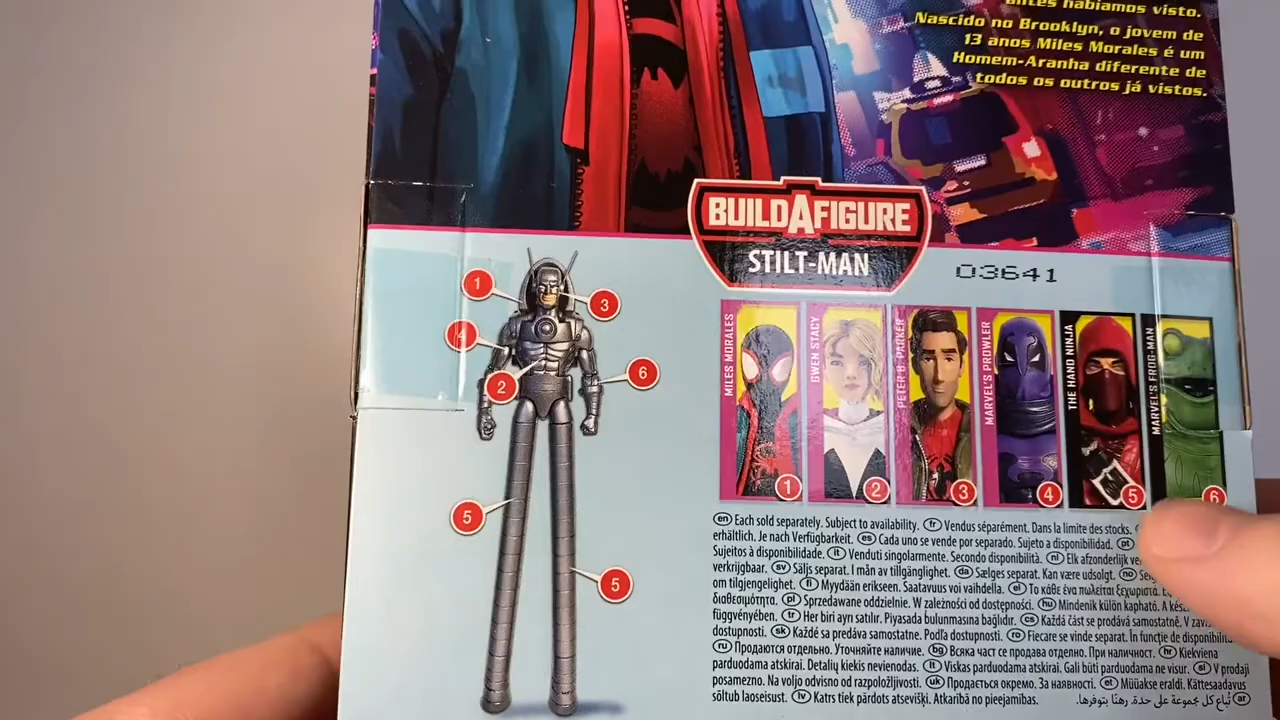 antes habíamos visto.
Nascido no Brooklyn, o jovem de
13 anos Miles Morales é um
Homem-Aranha diferente de
todos os outros já vistos.
BUILD A FIGURE
STILT-MAN
03641
1
3
4
2
6
5
5
MILES MORALES
GWEN STACY
PETER B. PARKER
MARVEL'S PROWLER
THE HAND NINJA
MARVEL'S FROG-MAN
1
2
3
4
5
6
en Each sold separately. Subject to availability. fr Vendus séparément. Dans la limite des stocks.
erhältlich. Je nach Verfügbarkeit. es Cada uno se vende por separado. Sujeto a disponibilidad. pt
Sujeitos à disponibilidade. it Venduti singolarmente. Secondo disponibilità. nl Elk afzonderlijk
verkrijgbaar. sv Säljs separat. I mån av tillgänglighet. da Sælges separat. Kan være udsolgt. no
om tilgjengelighet. fi Myydään erikseen. Saatavuus voi vaihdella. el Το κάθε ένα πωλείται ξεχωριστά.
διαθεσιμότητα. pl Sprzedawane oddzielnie. W zależności od dostępności. hu Mindenik külön kapható. A
függvényében. tr Her biri ayrı satılır. Piyasada bulunmasına bağlıdır. cs Každá část se prodává samostatně. V
dostupnosti. sk Každé sa predáva samostatne. Podľa dostupnosti. ro Fiecare se vinde separat. În funcție de
ru Продаются отдельно. Уточняйте наличие. bg Всяка част се продава отделно. При наличност. hr Kiekviena
parduodama atskirai. Detalių kiekis nevienodas. lt Viskas parduodama atskirai. Gali būti parduodama ne visur. sl V prodaji
posamezno. Na voljo odvisno od razpoložljivosti. uk Продається окремо. За наявності. et Müüakse eraldi. Kättesaadavus
sõltub laoseisust. lv Katrs tiek pārdots atsevišķi. Atkarībā no pieejamības. ar تُباع كل مجموعة على حدة. رهنًا بتوفرها.